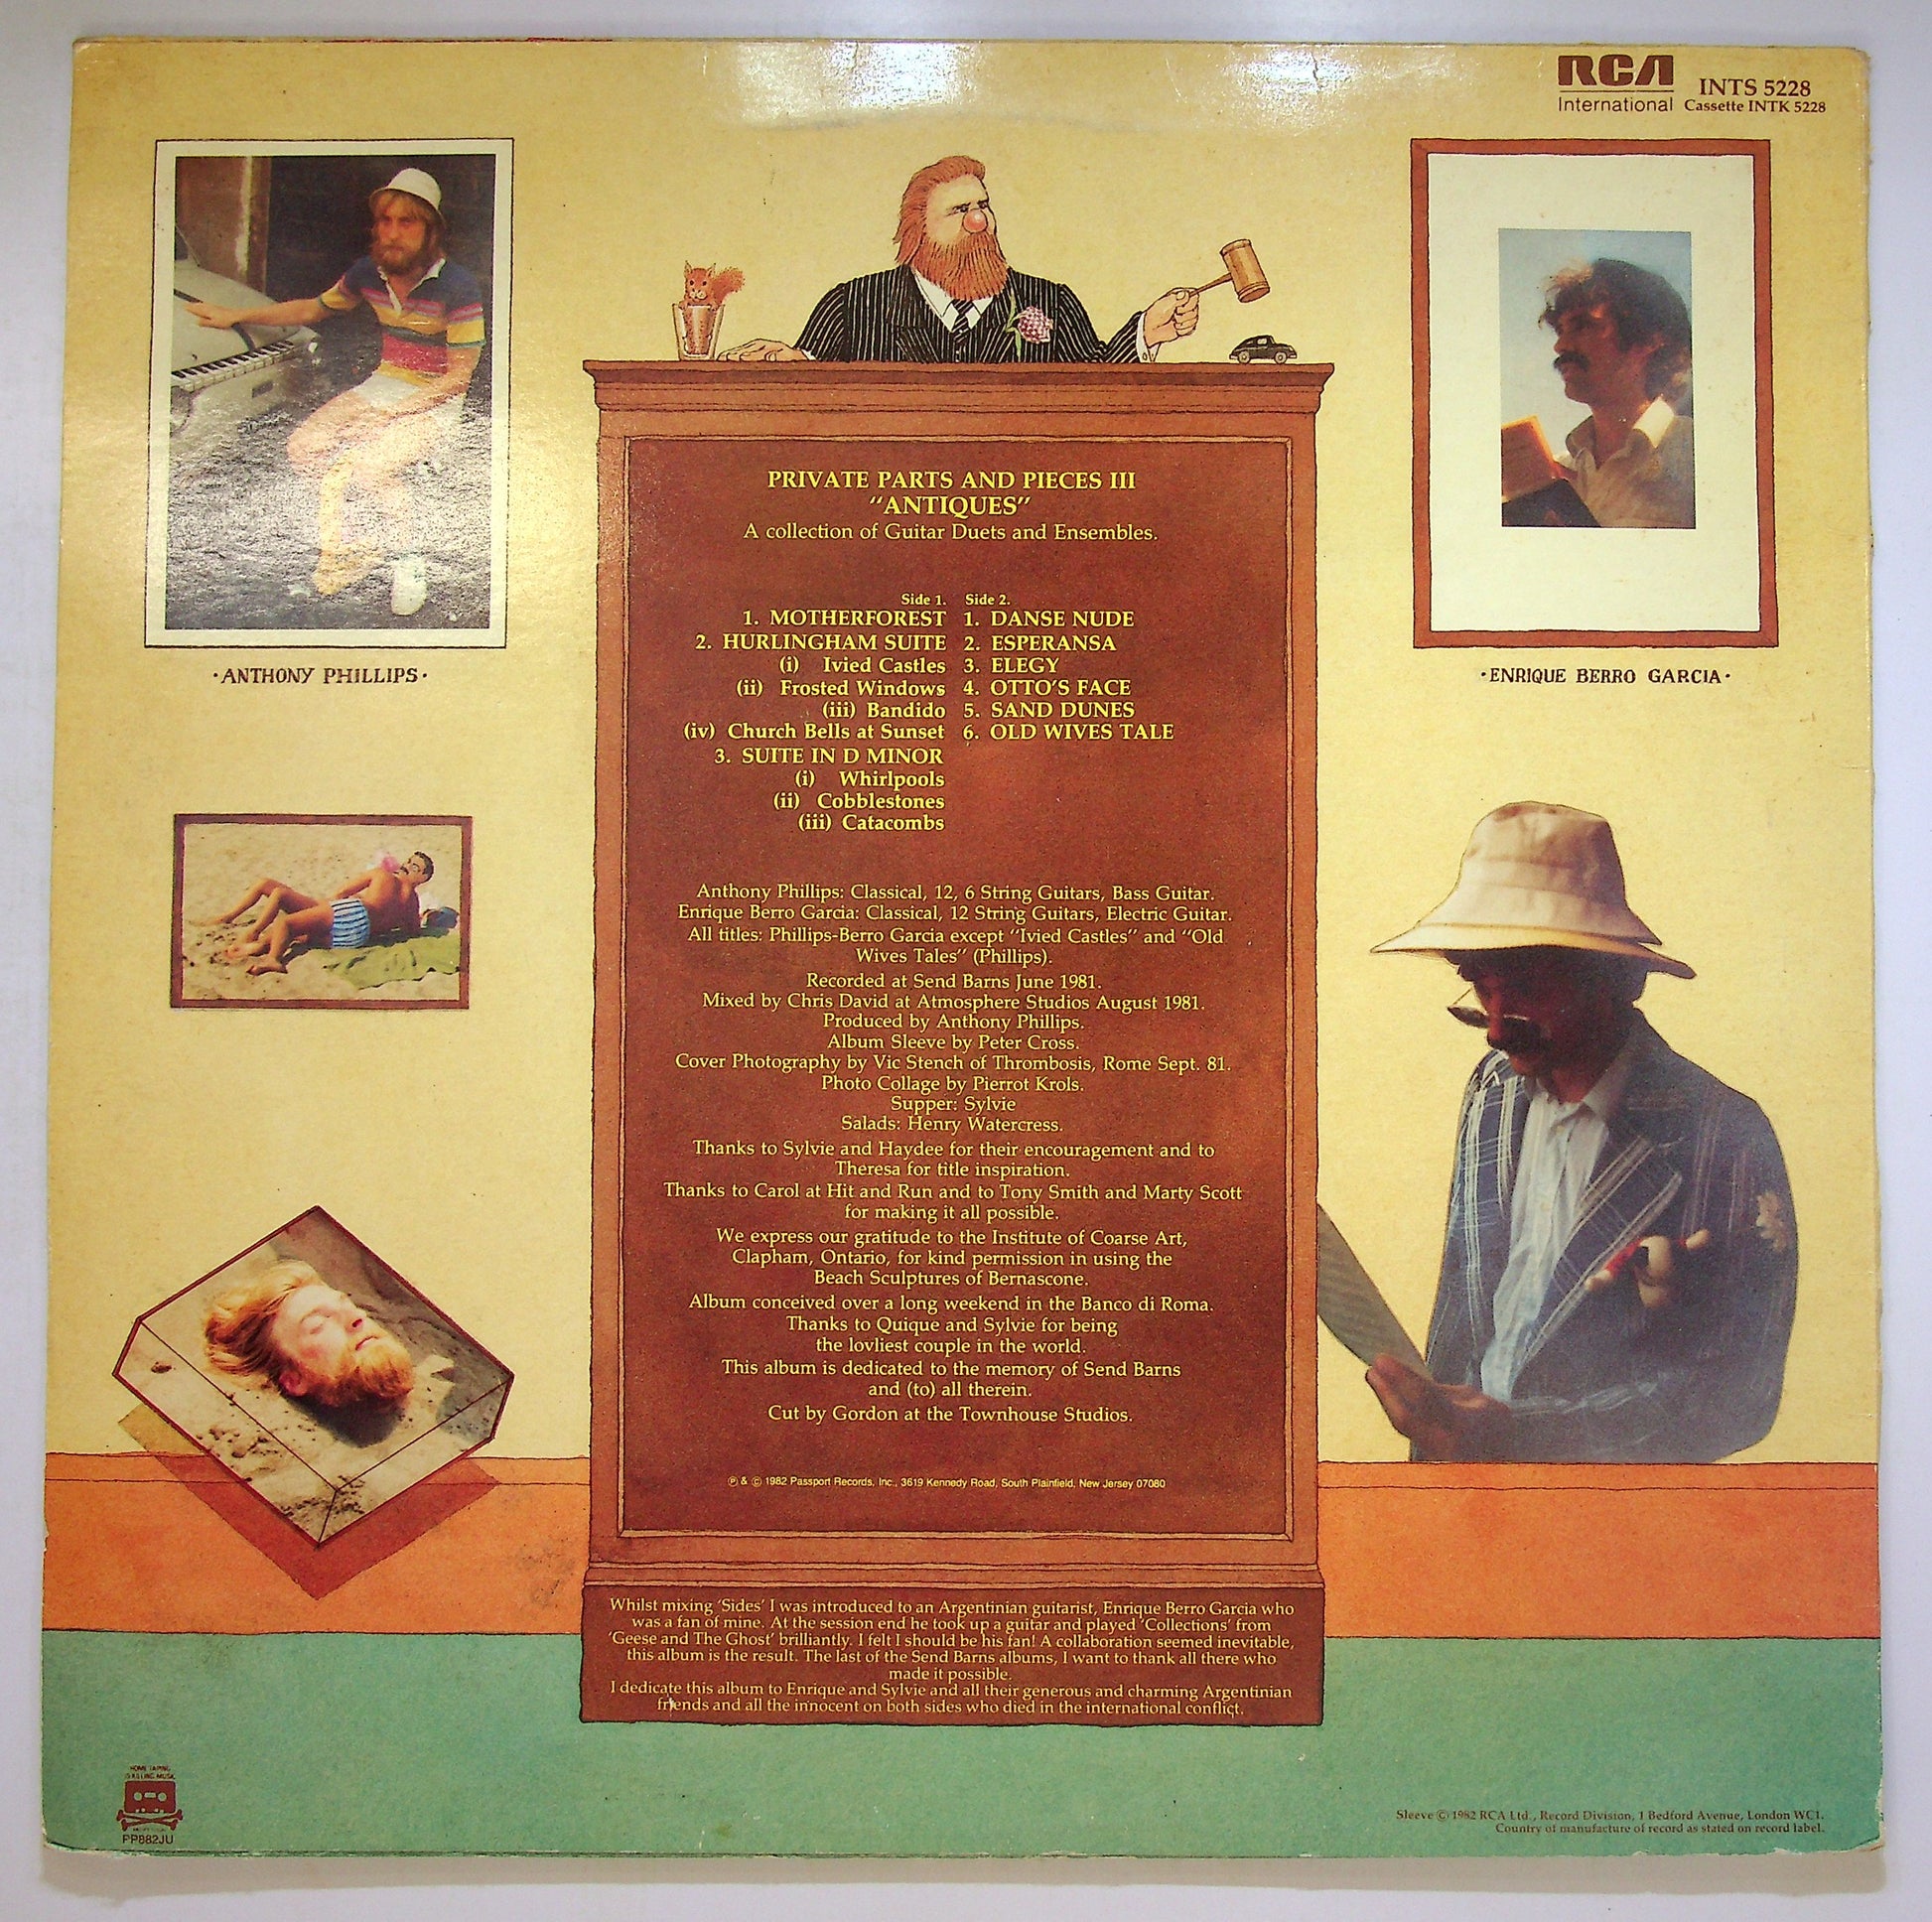 RCA
International
INTS 5228
Cassette INTK 5228
·ANTHONY PHILLIPS·
·ENRIQUE BERRO GARCIA·
PRIVATE PARTS AND PIECES III
“ANTIQUES”
A collection of Guitar Duets and Ensembles.
Side 1.
1. MOTHERFOREST
2. HURLINGHAM SUITE
(i) Ivied Castles
(ii) Frosted Windows
(iii) Bandido
(iv) Church Bells at Sunset
3. SUITE IN D MINOR
(i) Whirlpools
(ii) Cobblestones
(iii) Catacombs
Side 2.
1. DANSE NUDE
2. ESPERANSA
3. ELEGY
4. OTTO'S FACE
5. SAND DUNES
6. OLD WIVES TALE
Anthony Phillips: Classical, 12, 6 String Guitars, Bass Guitar.
Enrique Berro Garcia: Classical, 12 String Guitars, Electric Guitar.
All titles: Phillips-Berro Garcia except “Ivied Castles” and “Old
Wives Tales” (Phillips).
Recorded at Send Barns June 1981.
Mixed by Chris David at Atmosphere Studios August 1981.
Produced by Anthony Phillips.
Album Sleeve by Peter Cross.
Cover Photography by Vic Stench of Thrombosis, Rome Sept. 81.
Photo Collage by Pierrot Krols.
Supper: Sylvie
Salads: Henry Watercress.
Thanks to Sylvie and Haydee for their encouragement and to
Theresa for title inspiration.
Thanks to Carol at Hit and Run and to Tony Smith and Marty Scott
for making it all possible.
We express our gratitude to the Institute of Coarse Art,
Clapham, Ontario, for kind permission in using the
Beach Sculptures of Bernascone.
Album conceived over a long weekend in the Banco di Roma.
Thanks to Quique and Sylvie for being
the lovliest couple in the world.
This album is dedicated to the memory of Send Barns
and (to) all therein.
Cut by Gordon at the Townhouse Studios.
℗ & © 1982 Passport Records, Inc., 3619 Kennedy Road, South Plainfield, New Jersey 07080
Whilst mixing ‘Sides’ I was introduced to an Argentinian guitarist, Enrique Berro Garcia who
was a fan of mine. At the session end he took up a guitar and played ‘Collections’ from
‘Geese and The Ghost’ brilliantly. I felt I should be his fan! A collaboration seemed inevitable,
this album is the result. The last of the Send Barns albums, I want to thank all there who
made it possible.
I dedicate this album to Enrique and Sylvie and all their generous and charming Argentinian
friends and all the innocent on both sides who died in the international conflict.
HOME TAPING
IS KILLING MUSIC
PP882JU
Sleeve © 1982 RCA Ltd., Record Division, 1 Bedford Avenue, London WC1.
Country of manufacture of record as stated on record label.